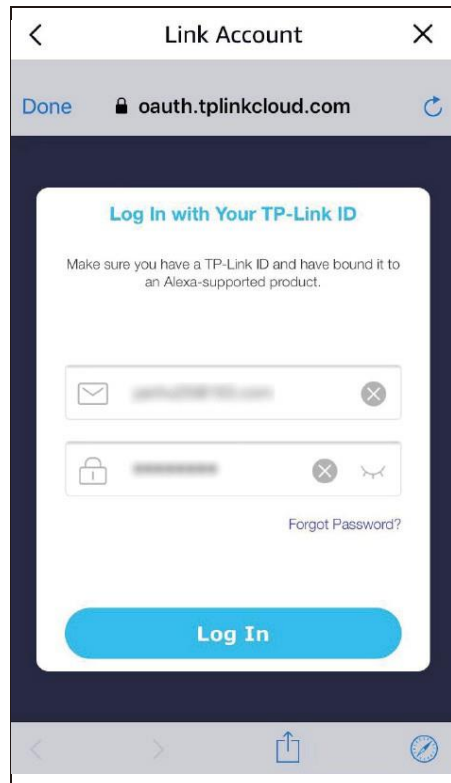 Link Account
Done oauth.tplinkcloud.com
Log In with Your TP-Link ID
Make sure you have a TP-Link ID and have bound it to
an Alexa-supported product.
Forgot Password?
Log In